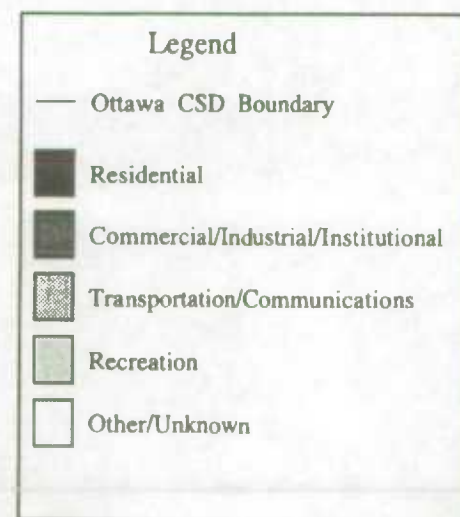 Legend
Ottawa CSD Boundary
Residential
Commercial/Industrial/Institutional
Transportation/Communications
Recreation
Other/Unknown